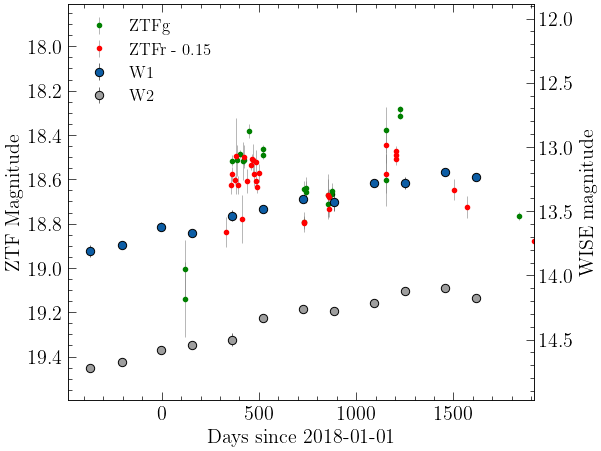 ZTFg
ZTFr - 0.15
W1
W2
18.0
18.2
18.4
18.6
18.8
19.0
19.2
19.4
ZTF Magnitude
12.0
12.5
13.0
13.5
14.0
14.5
WISE magnitude
0
500
1000
1500
Days since 2018-01-01